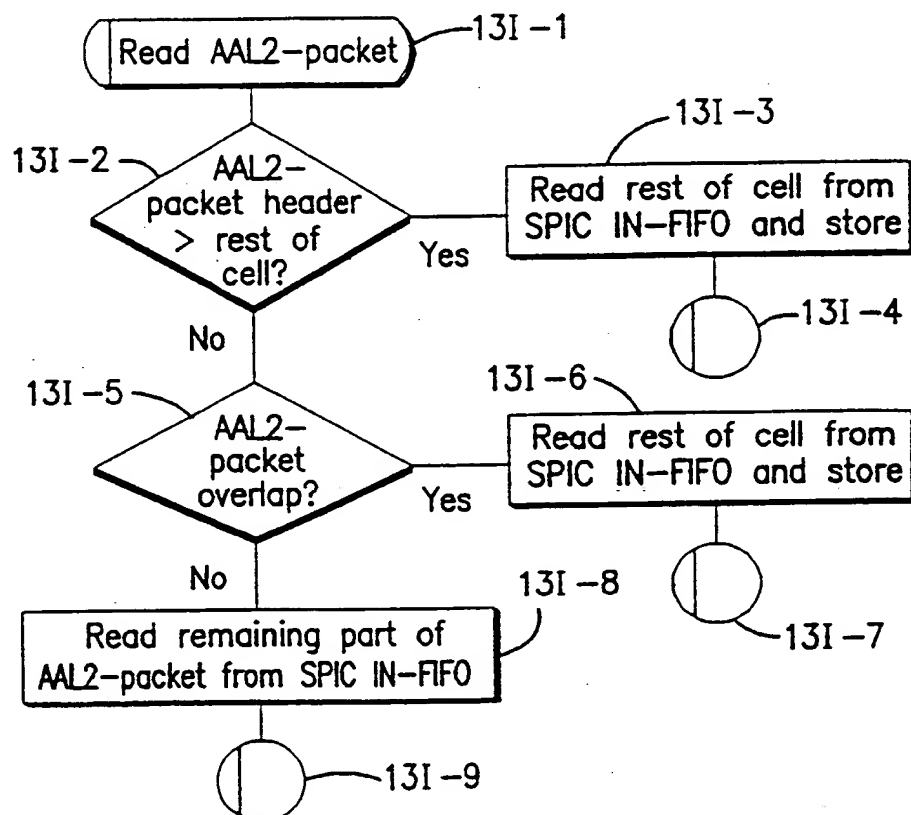 Read AAL2-packet
13I-1
13I-2
AAL2-
packet header
> rest of
cell?
Yes
No
13I-3
Read rest of cell from
SPIC IN-FIFO and store
13I-4
13I-5
AAL2-
packet
overlap?
Yes
No
13I-6
Read rest of cell from
SPIC IN-FIFO and store
13I-7
13I-8
Read remaining part of
AAL2-packet from SPIC IN-FIFO
13I-9